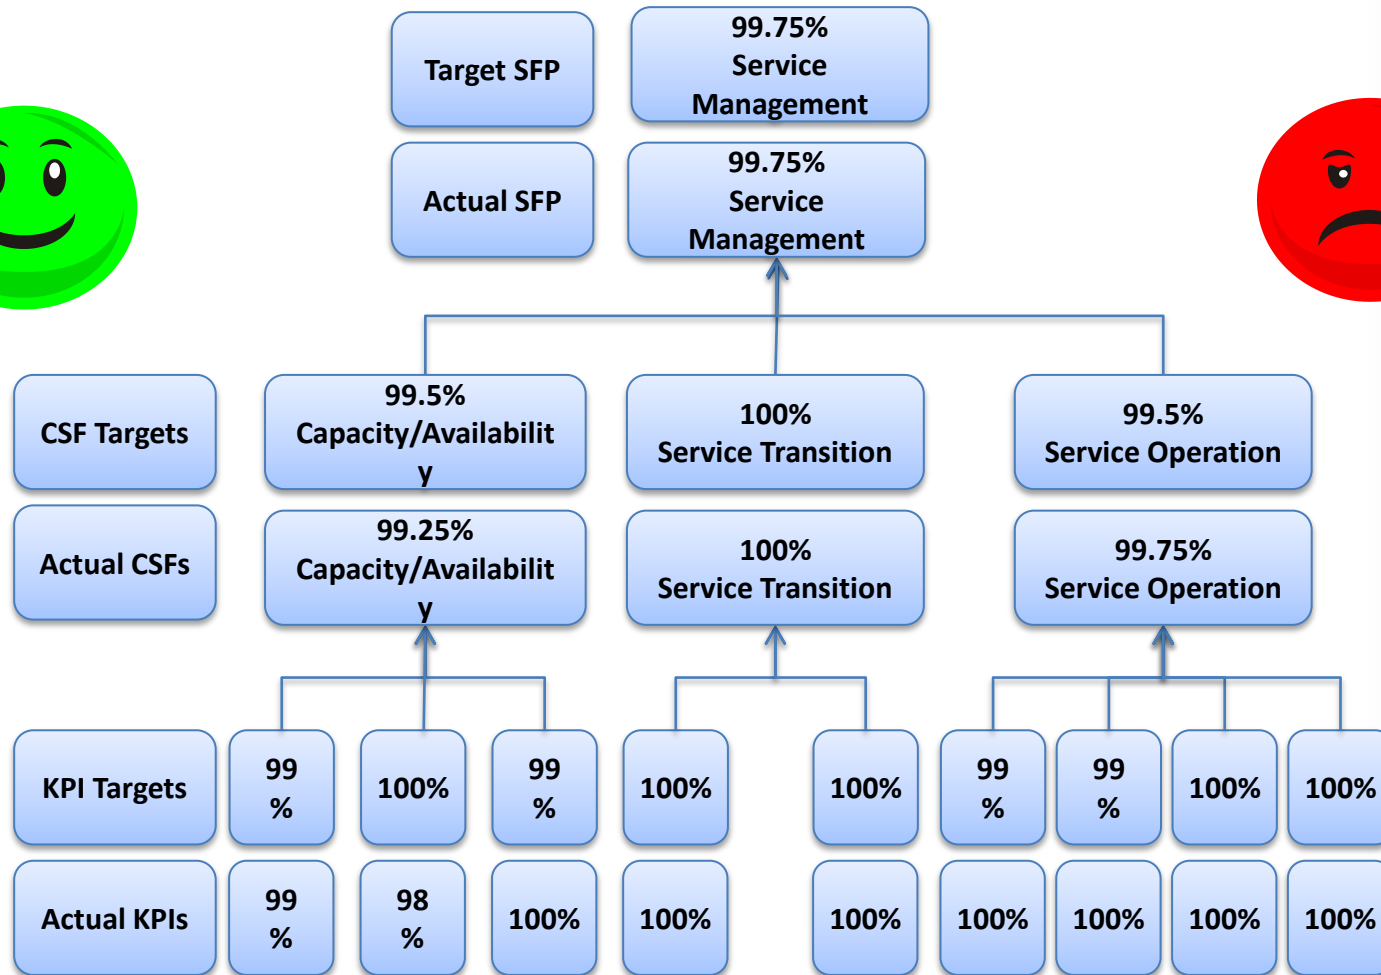 Target SFP
99.75%
Service
Management
Actual SFP
99.75%
Service
Management
CSF Targets
99.5%
Capacity/Availabilit
y
100%
Service Transition
99.5%
Service Operation
Actual CSFs
99.25%
Capacity/Availabilit
y
100%
Service Transition
99.75%
Service Operation
KPI Targets
99
%
100%
99
%
100%
100%
99
%
99
%
100%
100%
Actual KPIs
99
%
98
%
100%
100%
100%
100%
100%
100%
100%